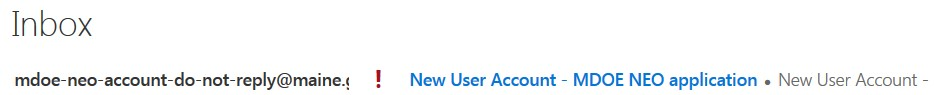 Inbox
mdoe-neo-account-do-not-reply@maine.g ! New User Account - MDOE NEO application • New User Account -